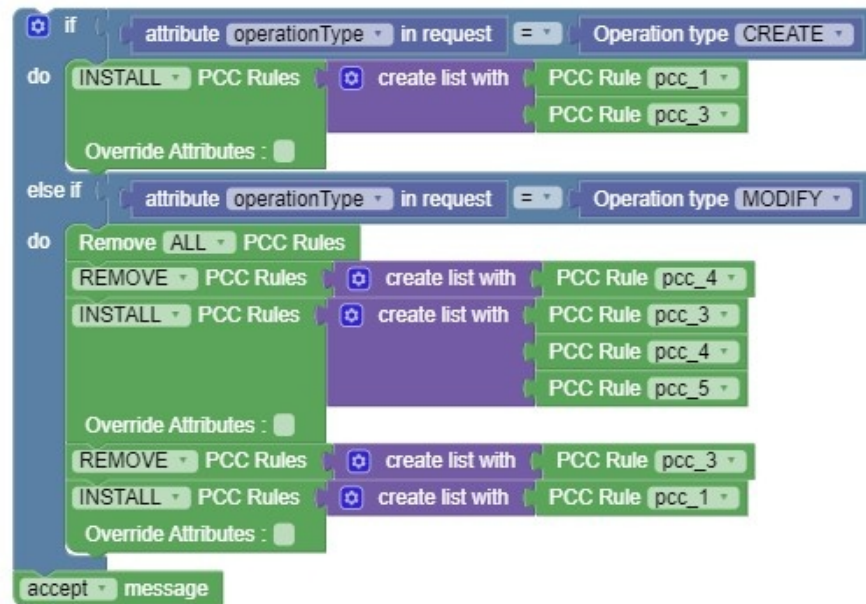 if attribute operationType in request = Operation type CREATE
do INSTALL PCC Rules create list with PCC Rule pcc_1
PCC Rule pcc_3
Override Attributes :
else if attribute operationType in request = Operation type MODIFY
do Remove ALL PCC Rules
REMOVE PCC Rules create list with PCC Rule pcc_4
INSTALL PCC Rules create list with PCC Rule pcc_3
PCC Rule pcc_4
PCC Rule pcc_5
Override Attributes :
REMOVE PCC Rules create list with PCC Rule pcc_3
INSTALL PCC Rules create list with PCC Rule pcc_1
Override Attributes :
accept message